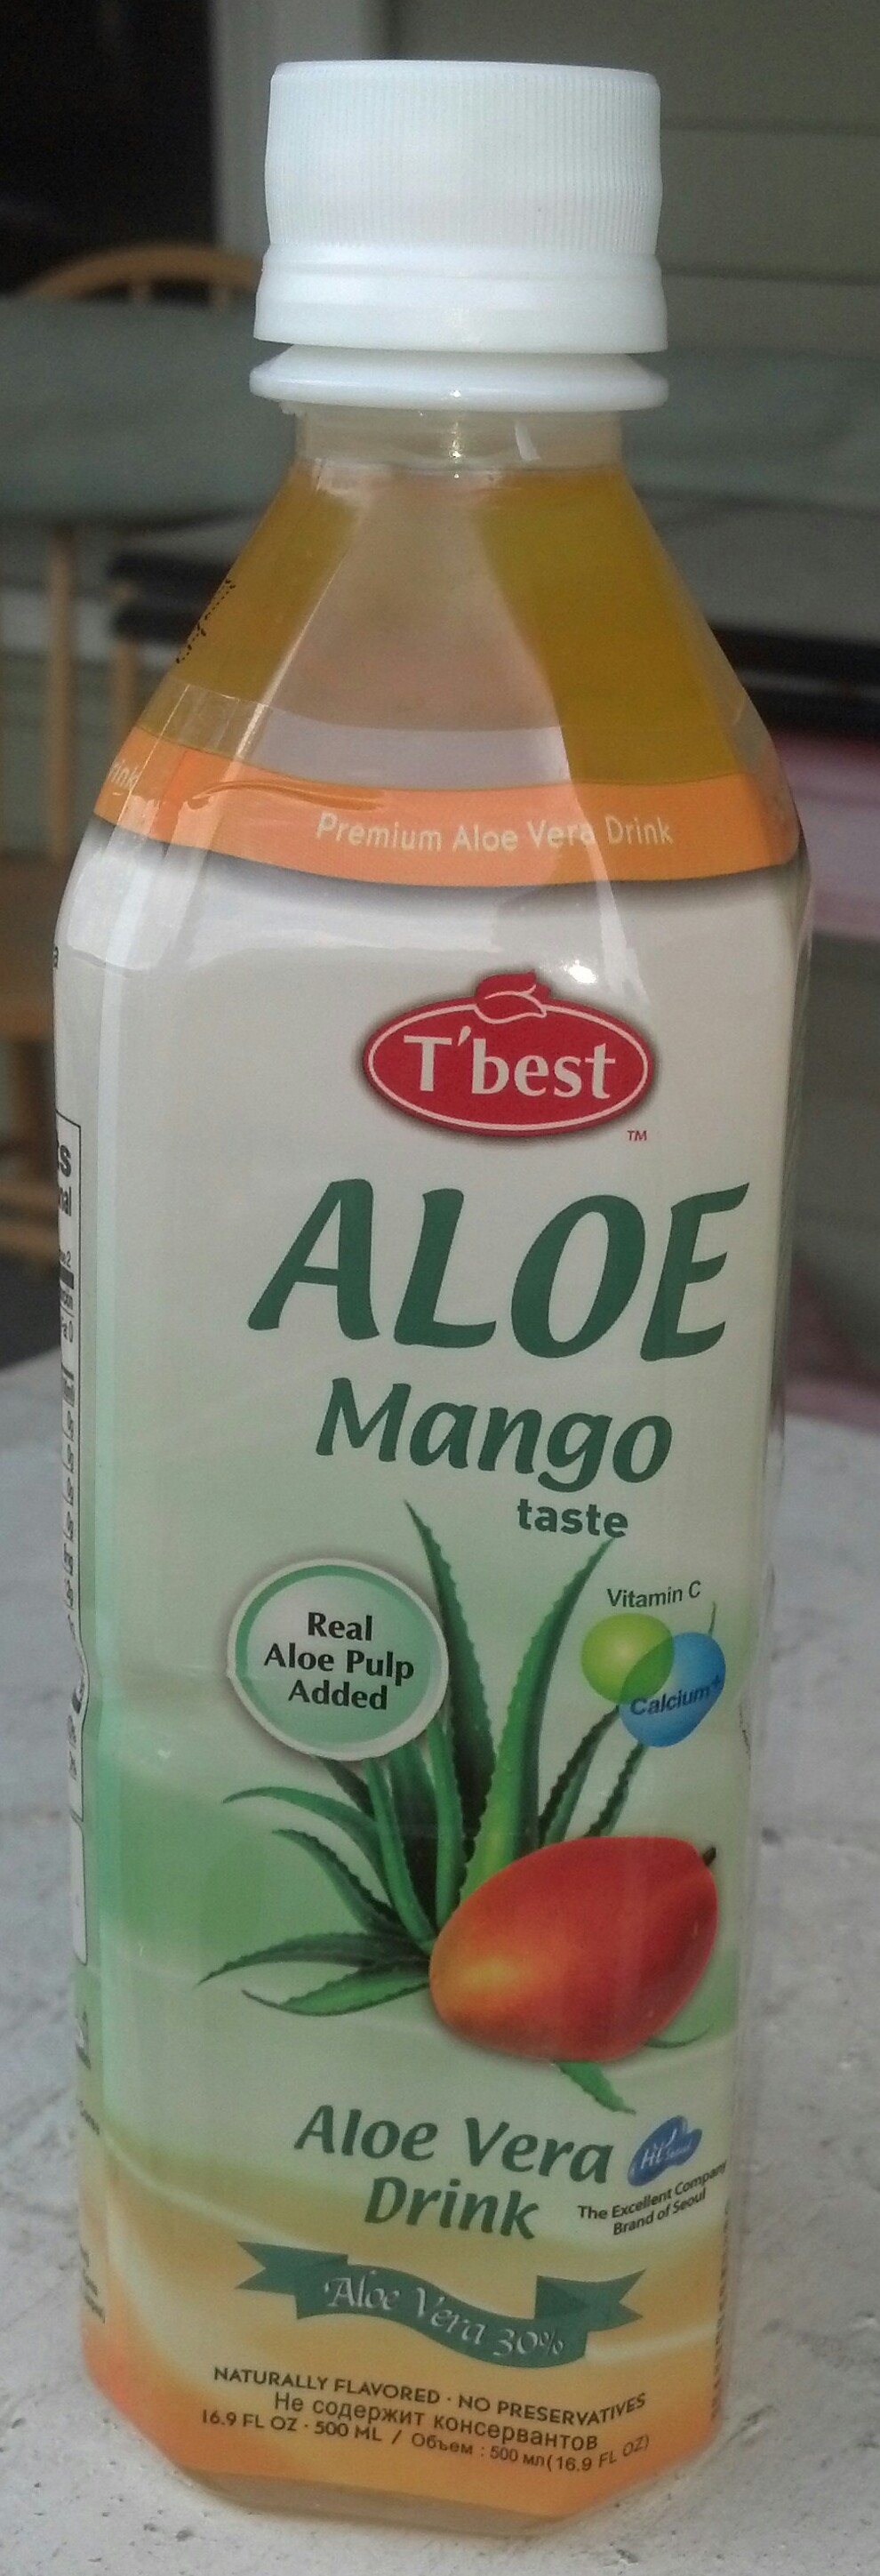 Premium Aloe Vera Drink
T'best
TM
ALOE
Mango
taste
Real
Aloe Pulp
Added
Vitamin C
Calcium+
Aloe Vera
Drink
Hi Seoul
The Excellent Company
Brand of Seoul
Aloe Vera 30%
NATURALLY FLAVORED · NO PRESERVATIVES
Не содержит консервантов
16.9 FL OZ · 500 ML / Объем : 500 мл(16.9 FL OZ)